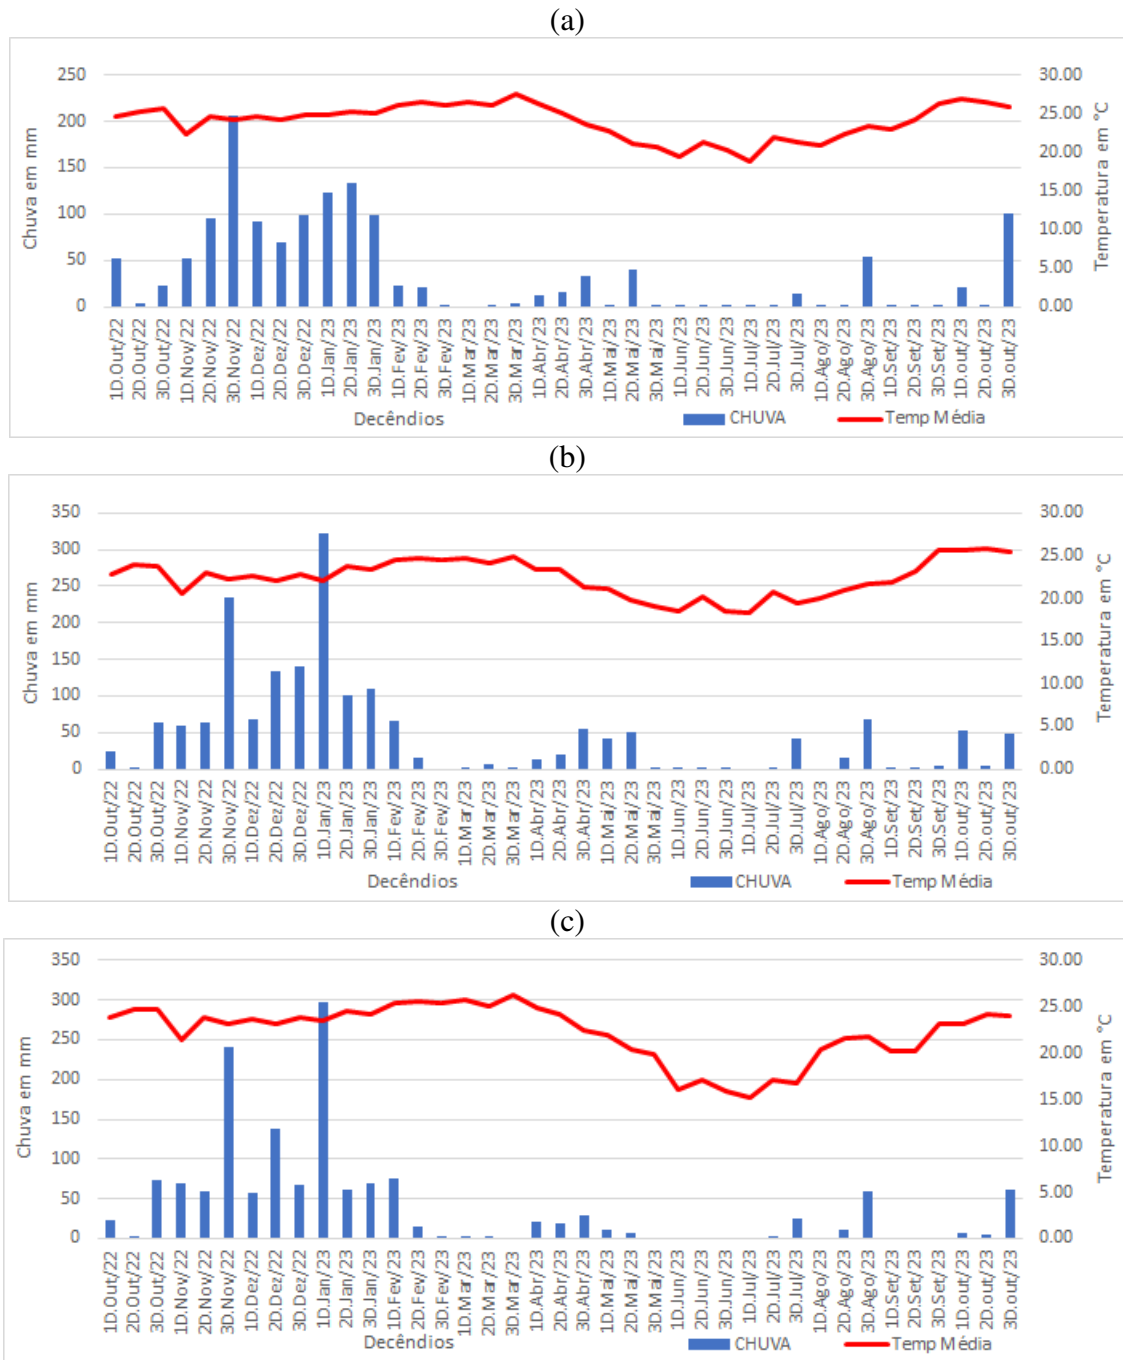 (a)
250
200
150
100
50
0
Chuva em mm
30.00
25.00
20.00
15.00
10.00
5.00
0.00
Temperatura em °C
1D.Out/22
2D.Out/22
3D.Out/22
1D.Nov/22
2D.Nov/22
3D.Nov/22
1D.Dez/22
2D.Dez/22
3D.Dez/22
1D.Jan/23
2D.Jan/23
3D.Jan/23
1D.Fev/23
2D.Fev/23
3D.Fev/23
1D.Mar/23
2D.Mar/23
3D.Mar/23
1D.Abr/23
2D.Abr/23
3D.Abr/23
1D.Mai/23
2D.Mai/23
3D.Mai/23
1D.Jun/23
2D.Jun/23
3D.Jun/23
1D.Jul/23
2D.Jul/23
3D.Jul/23
1D.Ago/23
2D.Ago/23
3D.Ago/23
1D.Set/23
2D.Set/23
3D.Set/23
1D.out/23
2D.out/23
3D.out/23
Decêndios
CHUVA
Temp Média
(b)
350
300
250
200
150
100
50
0
Chuva em mm
30.00
25.00
20.00
15.00
10.00
5.00
0.00
Temperatura em °C
1D.Out/22
2D.Out/22
3D.Out/22
1D.Nov/22
2D.Nov/22
3D.Nov/22
1D.Dez/22
2D.Dez/22
3D.Dez/22
1D.Jan/23
2D.Jan/23
3D.Jan/23
1D.Fev/23
2D.Fev/23
3D.Fev/23
1D.Mar/23
2D.Mar/23
3D.Mar/23
1D.Abr/23
2D.Abr/23
3D.Abr/23
1D.Mai/23
2D.Mai/23
3D.Mai/23
1D.Jun/23
2D.Jun/23
3D.Jun/23
1D.Jul/23
2D.Jul/23
3D.Jul/23
1D.Ago/23
2D.Ago/23
3D.Ago/23
1D.Set/23
2D.Set/23
3D.Set/23
1D.out/23
2D.out/23
3D.out/23
Decêndios
CHUVA
Temp Média
(c)
350
300
250
200
150
100
50
0
Chuva em mm
30.00
25.00
20.00
15.00
10.00
5.00
0.00
Temperatura em °C
1D.Out/22
2D.Out/22
3D.Out/22
1D.Nov/22
2D.Nov/22
3D.Nov/22
1D.Dez/22
2D.Dez/22
3D.Dez/22
1D.Jan/23
2D.Jan/23
3D.Jan/23
1D.Fev/23
2D.Fev/23
3D.Fev/23
1D.Mar/23
2D.Mar/23
3D.Mar/23
1D.Abr/23
2D.Abr/23
3D.Abr/23
1D.Mai/23
2D.Mai/23
3D.Mai/23
1D.Jun/23
2D.Jun/23
3D.Jun/23
1D.Jul/23
2D.Jul/23
3D.Jul/23
1D.Ago/23
2D.Ago/23
3D.Ago/23
1D.Set/23
2D.Set/23
3D.Set/23
1D.out/23
2D.out/23
3D.out/23
Decêndios
CHUVA
Temp Média